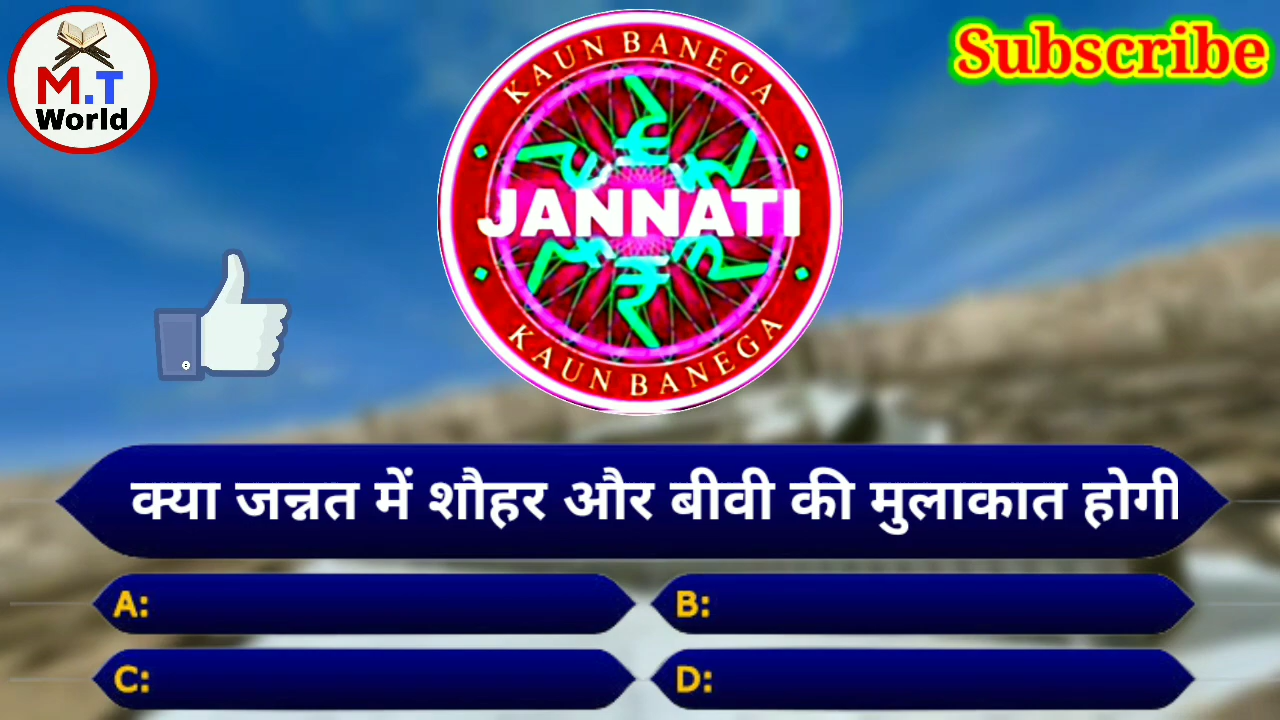 M.T
World
KAUN BANEGA
JANNATI
KAUN BANEGA
Subscribe
क्या जन्नत में शौहर और बीवी की मुलाकात होगी
A:
B:
C:
D: